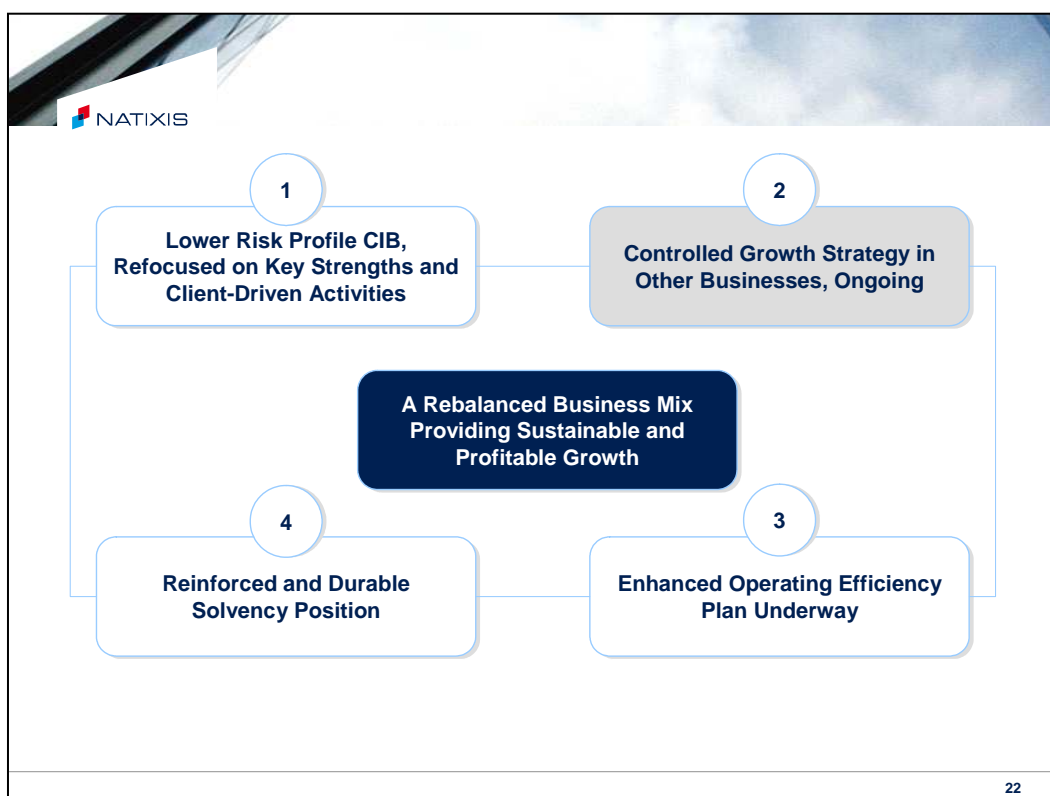 NATIXIS
1
Lower Risk Profile CIB,
Refocused on Key Strengths and
Client-Driven Activities
2
Controlled Growth Strategy in
Other Businesses, Ongoing
A Rebalanced Business Mix
Providing Sustainable and
Profitable Growth
4
Reinforced and Durable
Solvency Position
3
Enhanced Operating Efficiency
Plan Underway
22